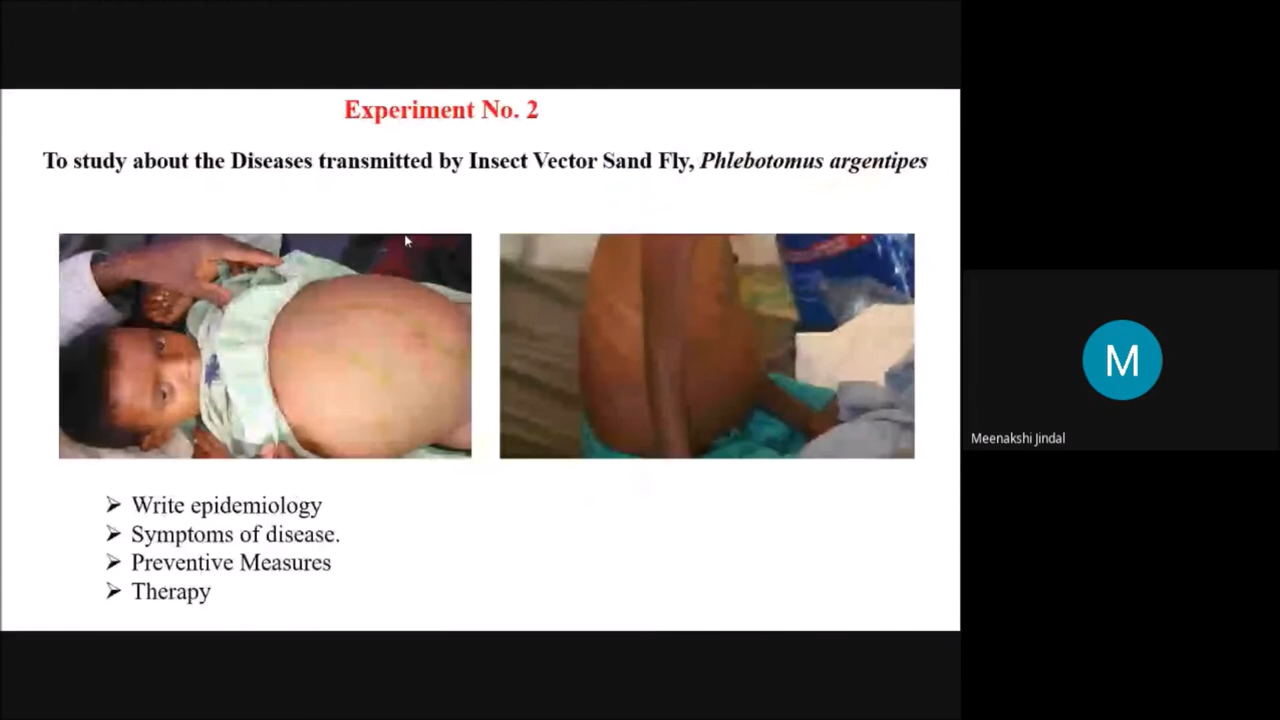 Experiment No. 2
To study about the Diseases transmitted by Insect Vector Sand Fly, Phlebotomus argentipes
➢ Write epidemiology
➢ Symptoms of disease.
➢ Preventive Measures
➢ Therapy
M
Meenakshi Jindal